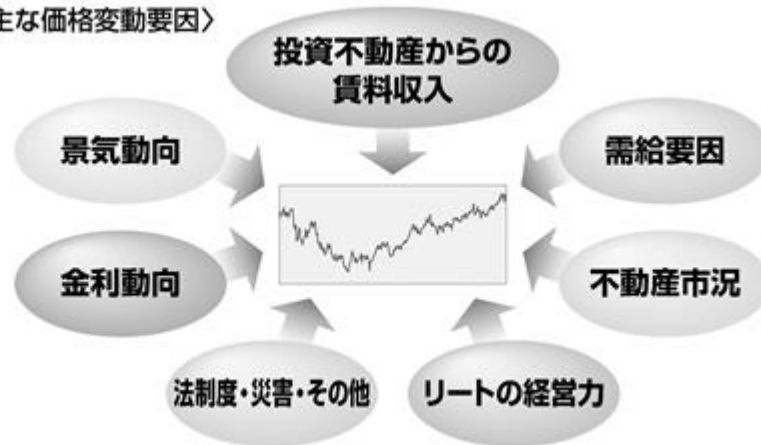 主な価格変動要因〉
投資不動産からの
賃料収入
景気動向
需給要因
金利動向
不動産市況
法制度・災害・その他
リートの経営力